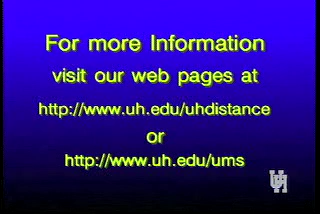 For more Information
visit our web pages at
http://www.uh.edu/uhdistance
or
http://www.uh.edu/ums
UH